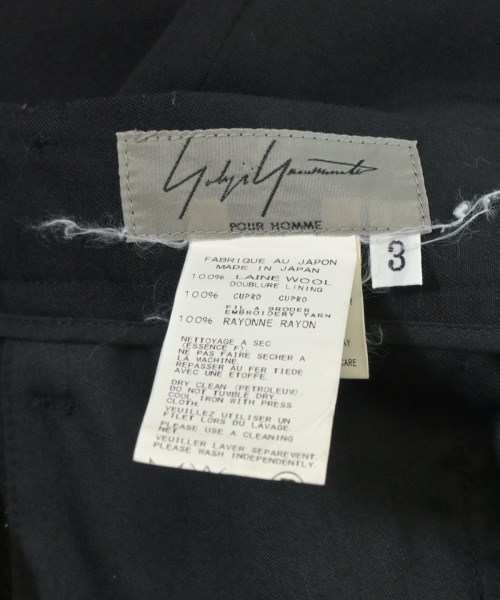 Yohji Yamamoto
POUR HOMME
3
FABRIQUE AU JAPON
MADE IN JAPAN
100% LAINE WOOL
DOUBLURE LINING
100% CUPRO CUPRO
FIL A BRODER
EMBROIDERY YARN
100% RAYONNE RAYON
NETTOYAGE A SEC
(ESSENCE F).
NE PAS FAIRE SECHER A
LA MACHINE.
REPASSER AU FER TIEDE
AVEC UNE ETOFFE.
DRY CLEAN (PETROLEUM).
DO NOT TUMBLE DRY.
COOL IRON WITH PRESS
CLOTH.
VEUILLEZ UTILISER UN
FILET LORS DU LAVAGE.
PLEASE USE A CLEANING
NET
VEUILLER LAVER SEPAREMENT.
PLEASE WASH INDEPENDENTLY.
AY
CARE